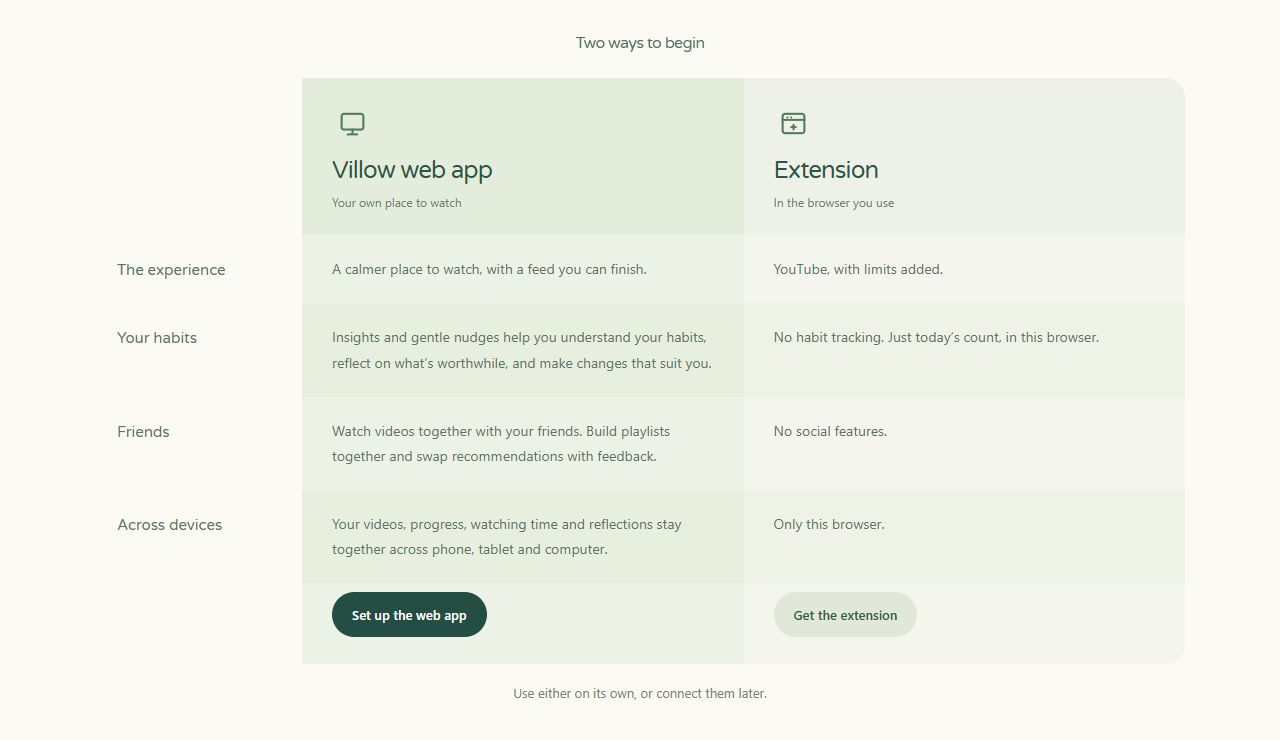 Two ways to begin
Villow web app
Your own place to watch
Extension
In the browser you use
The experience
A calmer place to watch, with a feed you can finish.
YouTube, with limits added.
Your habits
Insights and gentle nudges help you understand your habits,
reflect on what’s worthwhile, and make changes that suit you.
No habit tracking. Just today’s count, in this browser.
Friends
Watch videos together with your friends. Build playlists
together and swap recommendations with feedback.
No social features.
Across devices
Your videos, progress, watching time and reflections stay
together across phone, tablet and computer.
Only this browser.
Set up the web app
Get the extension
Use either on its own, or connect them later.